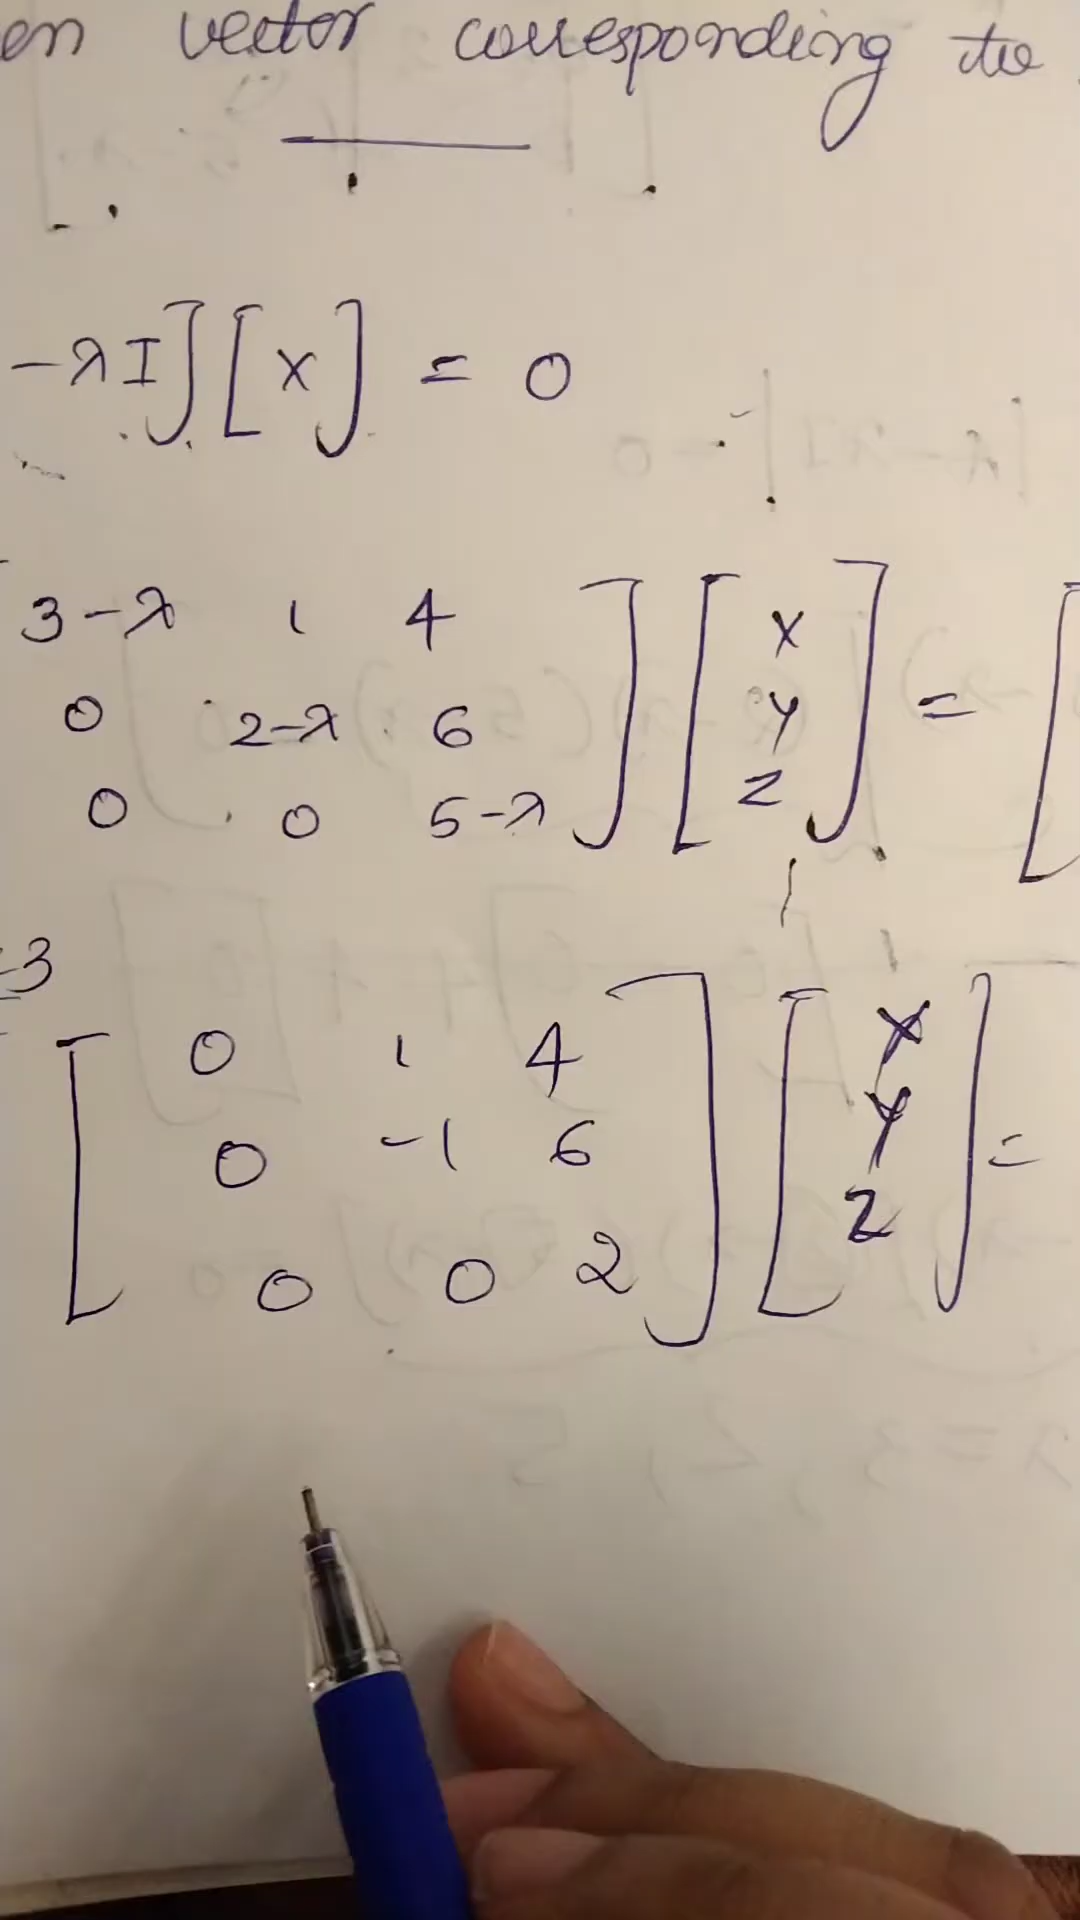 en vector corresponding to
-λI] [x] = 0
3-λ 1 4 ] [ x
0 2-λ 6 y ] = [
0 0 5-λ z
=3
[ 0 1 4 ] [ x
0 -1 6 y ] =
0 0 2 z